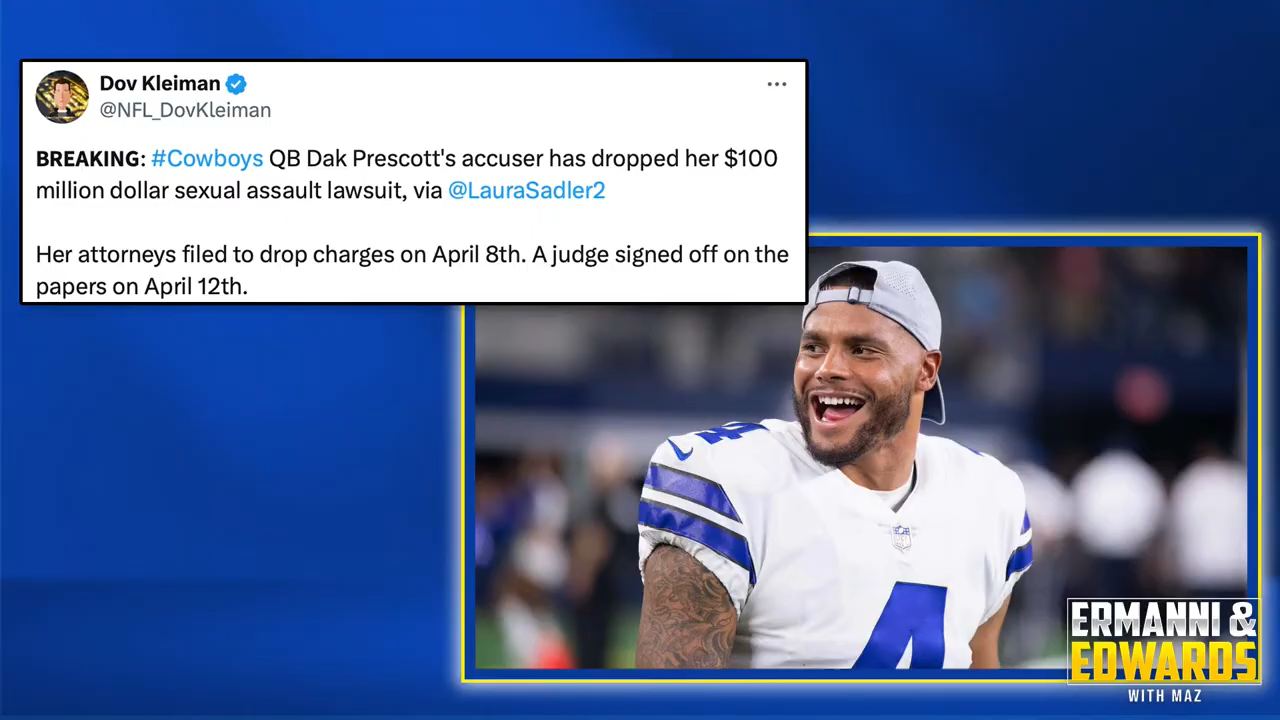 Dov Kleiman
@NFL_DovKleiman
BREAKING: #Cowboys QB Dak Prescott's accuser has dropped her $100
million dollar sexual assault lawsuit, via @LauraSadler2
Her attorneys filed to drop charges on April 8th. A judge signed off on the
papers on April 12th.
4
4
ERMANNI &
EDWARDS
WITH MAZ